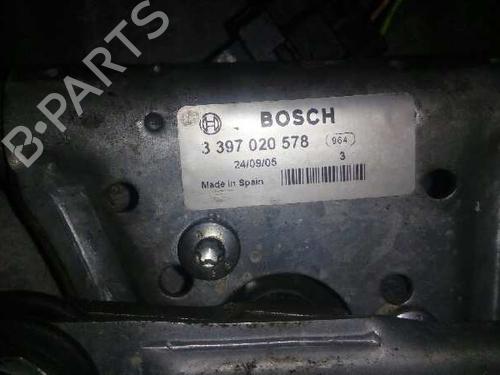 B-PARTS
BOSCH
3 397 020 578 964
24/09/05 3
Made in Spain